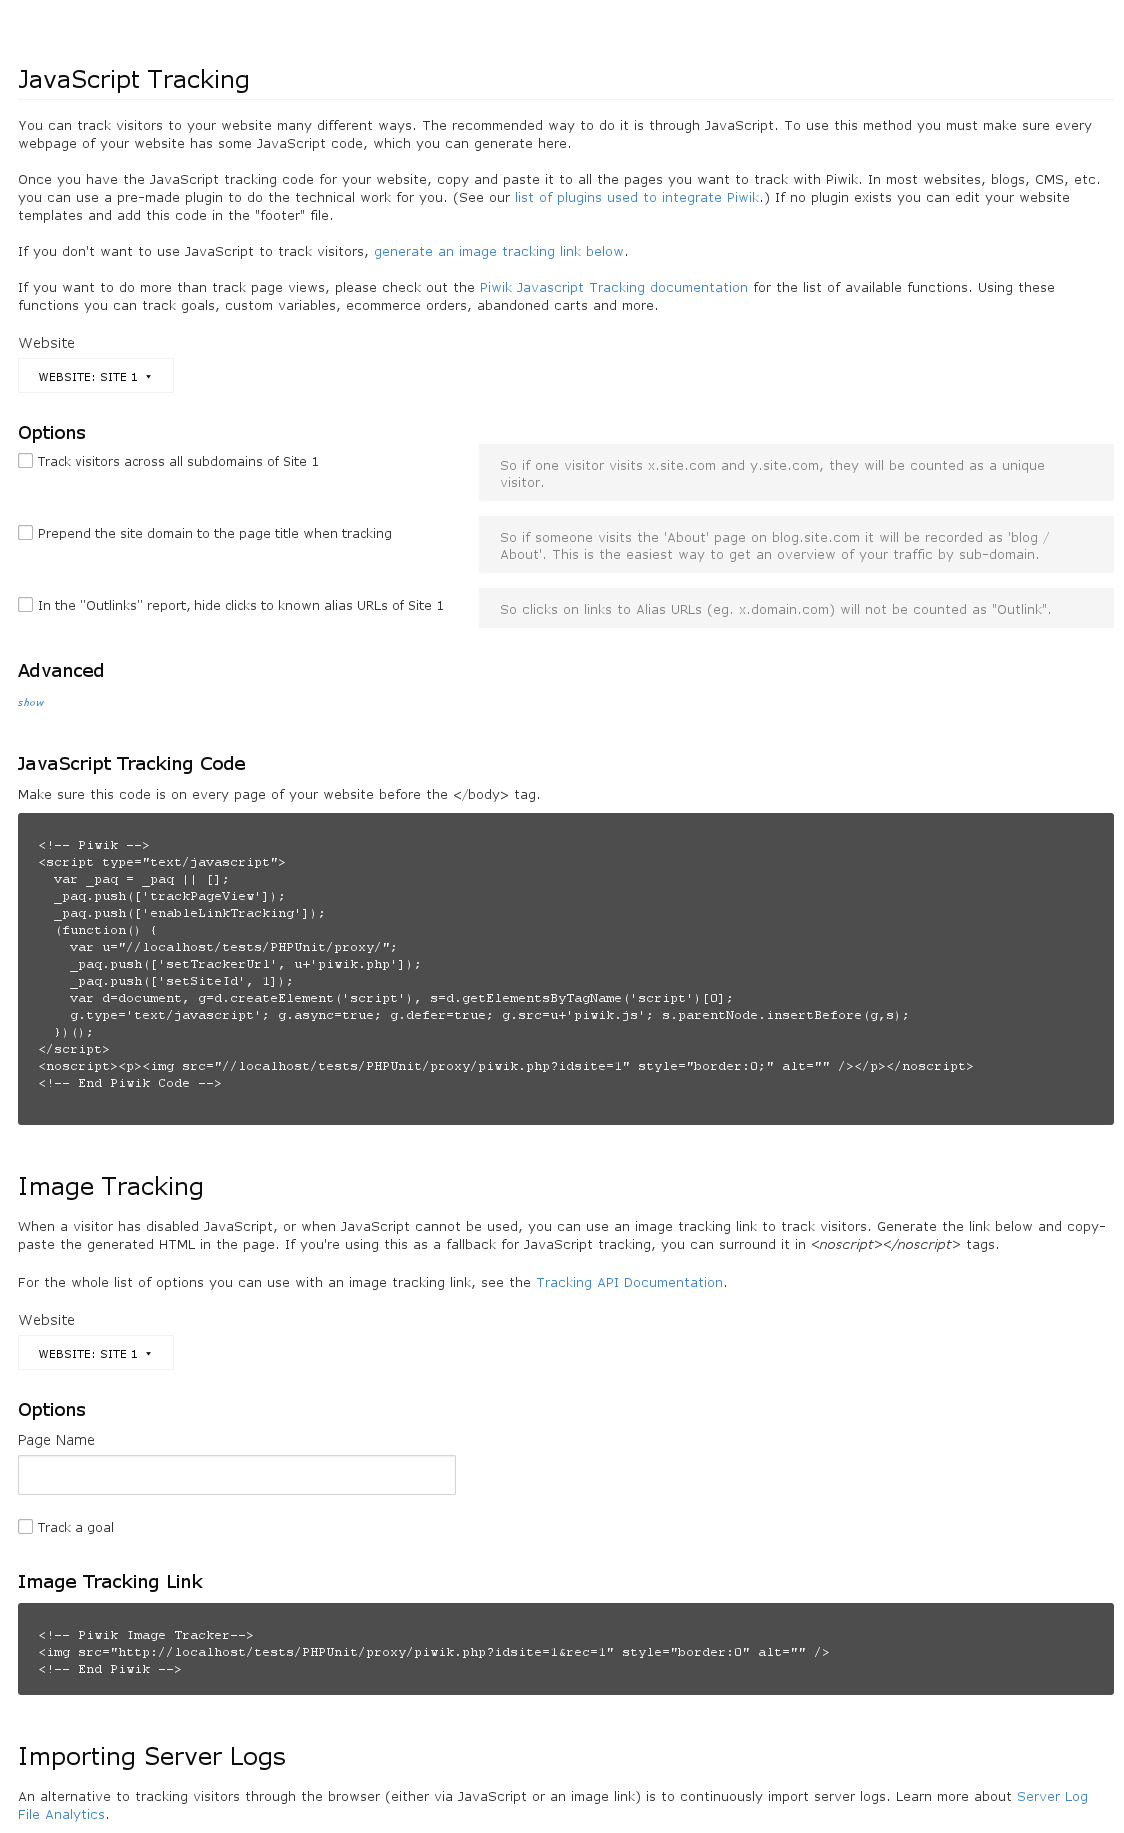 JavaScript Tracking
You can track visitors to your website many different ways. The recommended way to do it is through JavaScript. To use this method you must make sure every
webpage of your website has some JavaScript code, which you can generate here.
Once you have the JavaScript tracking code for your website, copy and paste it to all the pages you want to track with Piwik. In most websites, blogs, CMS, etc.
you can use a pre-made plugin to do the technical work for you. (See our list of plugins used to integrate Piwik.) If no plugin exists you can edit your website
templates and add this code in the "footer" file.
If you don't want to use JavaScript to track visitors, generate an image tracking link below.
If you want to do more than track page views, please check out the Piwik Javascript Tracking documentation for the list of available functions. Using these
functions you can track goals, custom variables, ecommerce orders, abandoned carts and more.
Website
WEBSITE: SITE 1
Options
Track visitors across all subdomains of Site 1
So if one visitor visits x.site.com and y.site.com, they will be counted as a unique
visitor.
Prepend the site domain to the page title when tracking
So if someone visits the 'About' page on blog.site.com it will be recorded as 'blog /
About'. This is the easiest way to get an overview of your traffic by sub-domain.
In the "Outlinks" report, hide clicks to known alias URLs of Site 1
So clicks on links to Alias URLs (eg. x.domain.com) will not be counted as "Outlink".
Advanced
show
JavaScript Tracking Code
Make sure this code is on every page of your website before the </body> tag.
<!-- Piwik -->
<script type="text/javascript">
  var _paq = _paq || [];
  _paq.push(['trackPageView']);
  _paq.push(['enableLinkTracking']);
  (function() {
    var u="//localhost/tests/PHPUnit/proxy/";
    _paq.push(['setTrackerUrl', u+'piwik.php']);
    _paq.push(['setSiteId', 1]);
    var d=document, g=d.createElement('script'), s=d.getElementsByTagName('script')[0];
    g.type='text/javascript'; g.async=true; g.defer=true; g.src=u+'piwik.js'; s.parentNode.insertBefore(g,s);
  })();
</script>
<noscript><p><img src="//localhost/tests/PHPUnit/proxy/piwik.php?idsite=1" style="border:0;" alt="" /></p></noscript>
<!-- End Piwik Code -->
Image Tracking
When a visitor has disabled JavaScript, or when JavaScript cannot be used, you can use an image tracking link to track visitors. Generate the link below and copy-
paste the generated HTML in the page. If you're using this as a fallback for JavaScript tracking, you can surround it in <noscript></noscript> tags.
For the whole list of options you can use with an image tracking link, see the Tracking API Documentation.
Website
WEBSITE: SITE 1
Options
Page Name
Track a goal
Image Tracking Link
<!-- Piwik Image Tracker-->
<img src="http://localhost/tests/PHPUnit/proxy/piwik.php?idsite=1&rec=1" style="border:0" alt="" />
<!-- End Piwik -->
Importing Server Logs
An alternative to tracking visitors through the browser (either via JavaScript or an image link) is to continuously import server logs. Learn more about Server Log
File Analytics.